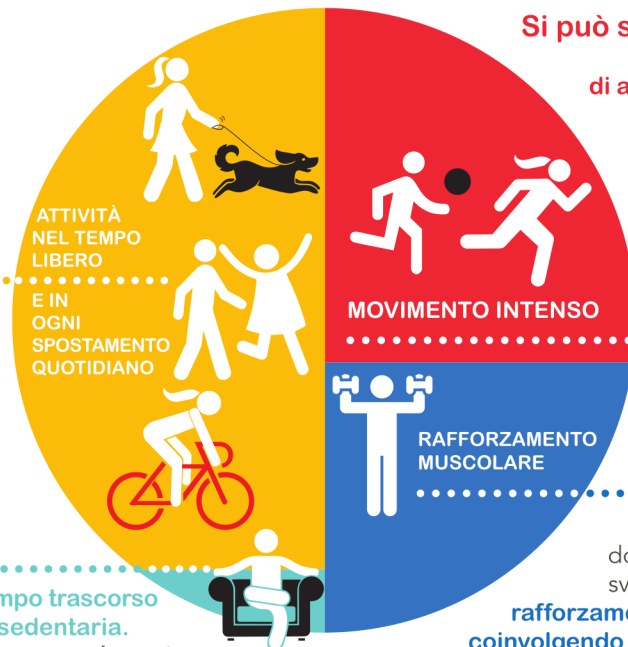 Si può s
di a
ATTIVITÀ
NEL TEMPO
LIBERO
E IN
OGNI
SPOSTAMENTO
QUOTIDIANO
MOVIMENTO INTENSO
RAFFORZAMENTO
MUSCOLARE
mpo trascorso
sedentaria.
do
sv
rafforzame
coinvolgendo